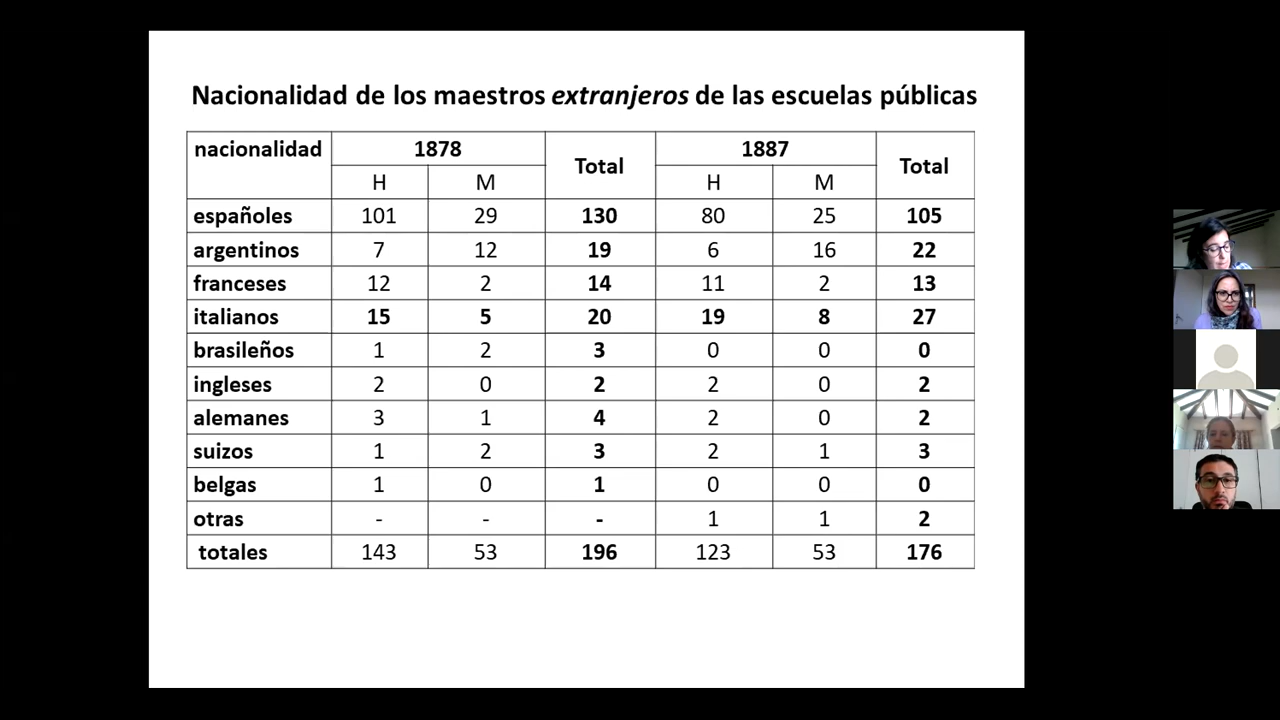 Nacionalidad de los maestros extranjeros de las escuelas públicas
nacionalidad 1878 Total 1887 Total
H M H M
españoles 101 29 130 80 25 105
argentinos 7 12 19 6 16 22
franceses 12 2 14 11 2 13
italianos 15 5 20 19 8 27
brasileños 1 2 3 0 0 0
ingleses 2 0 2 2 0 2
alemanes 3 1 4 2 0 2
suizos 1 2 3 2 1 3
belgas 1 0 1 0 0 0
otras - - - 1 1 2
totales 143 53 196 123 53 176